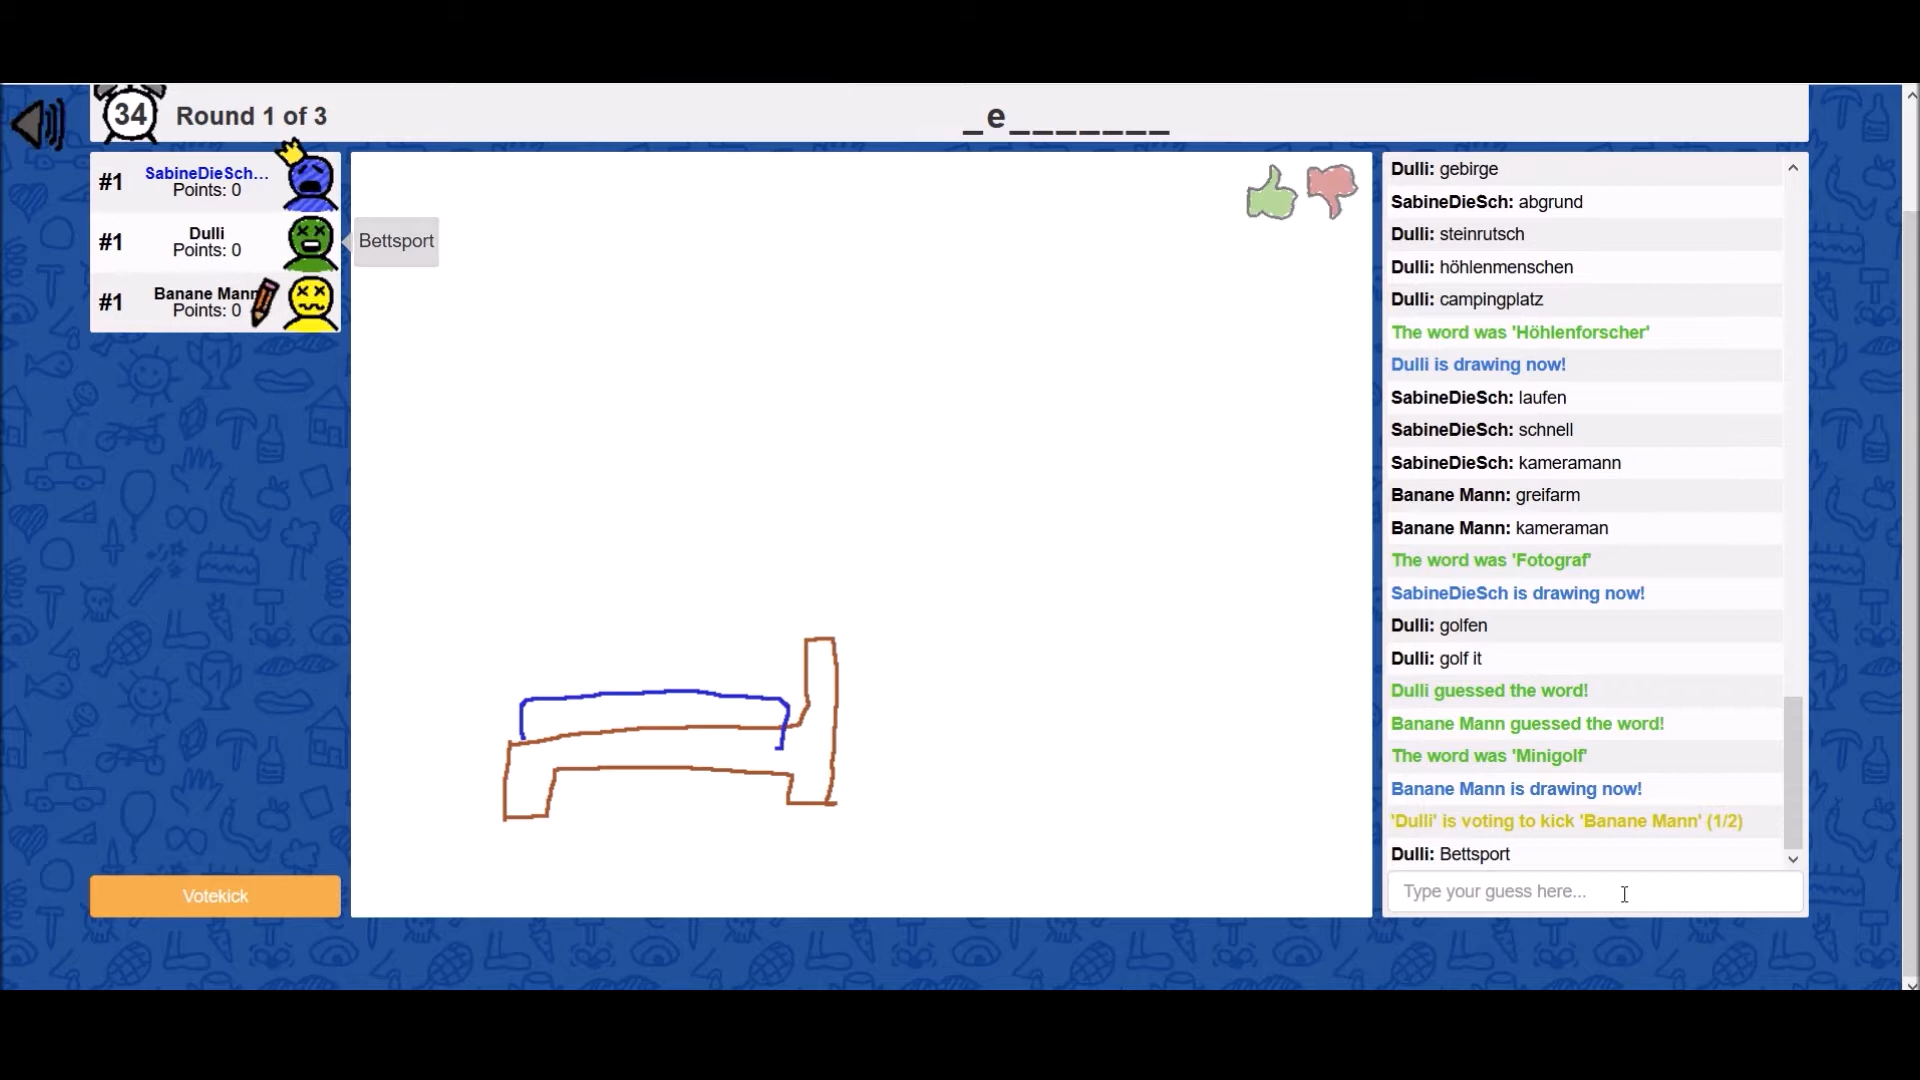 34
Round 1 of 3
_e_______
#1
SabineDieSch...
Points: 0
#1
Dulli
Points: 0
#1
Banane Mann
Points: 0
Bettsport
Votekick
Dulli: gebirge
SabineDieSch: abgrund
Dulli: steinrutsch
Dulli: höhlenmenschen
Dulli: campingplatz
The word was 'Höhlenforscher'
Dulli is drawing now!
SabineDieSch: laufen
SabineDieSch: schnell
SabineDieSch: kameramann
Banane Mann: greifarm
Banane Mann: kameraman
The word was 'Fotograf'
SabineDieSch is drawing now!
Dulli: golfen
Dulli: golf it
Dulli guessed the word!
Banane Mann guessed the word!
The word was 'Minigolf'
Banane Mann is drawing now!
'Dulli' is voting to kick 'Banane Mann' (1/2)
Dulli: Bettsport
Type your guess here...